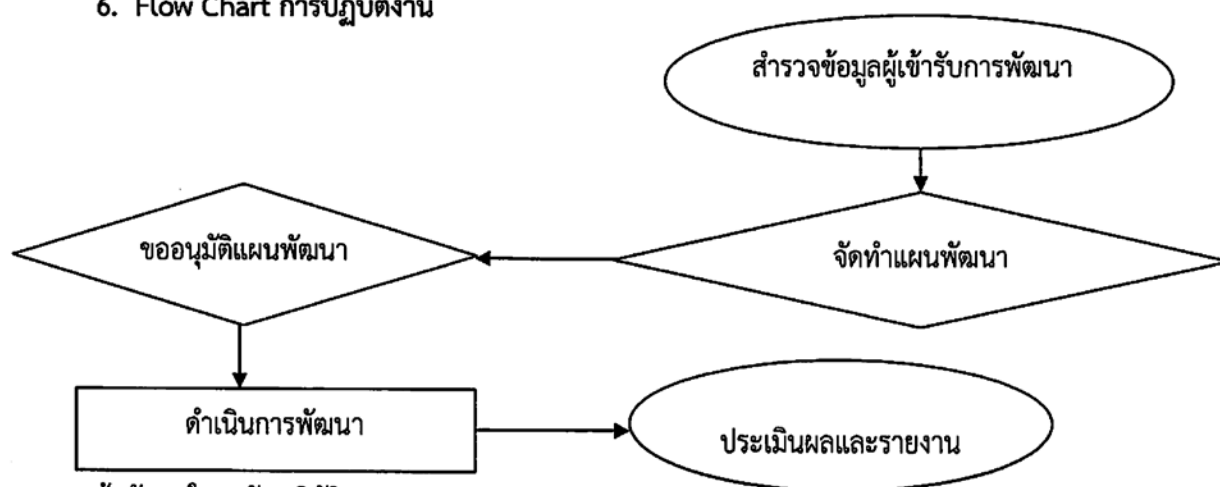 6. Flow Chart การปฏิบัติงาน
สำรวจข้อมูลผู้เข้ารับการพัฒนา
จัดทำแผนพัฒนา
ขออนุมัติแผนพัฒนา
ดำเนินการพัฒนา
ประเมินผลและรายงาน